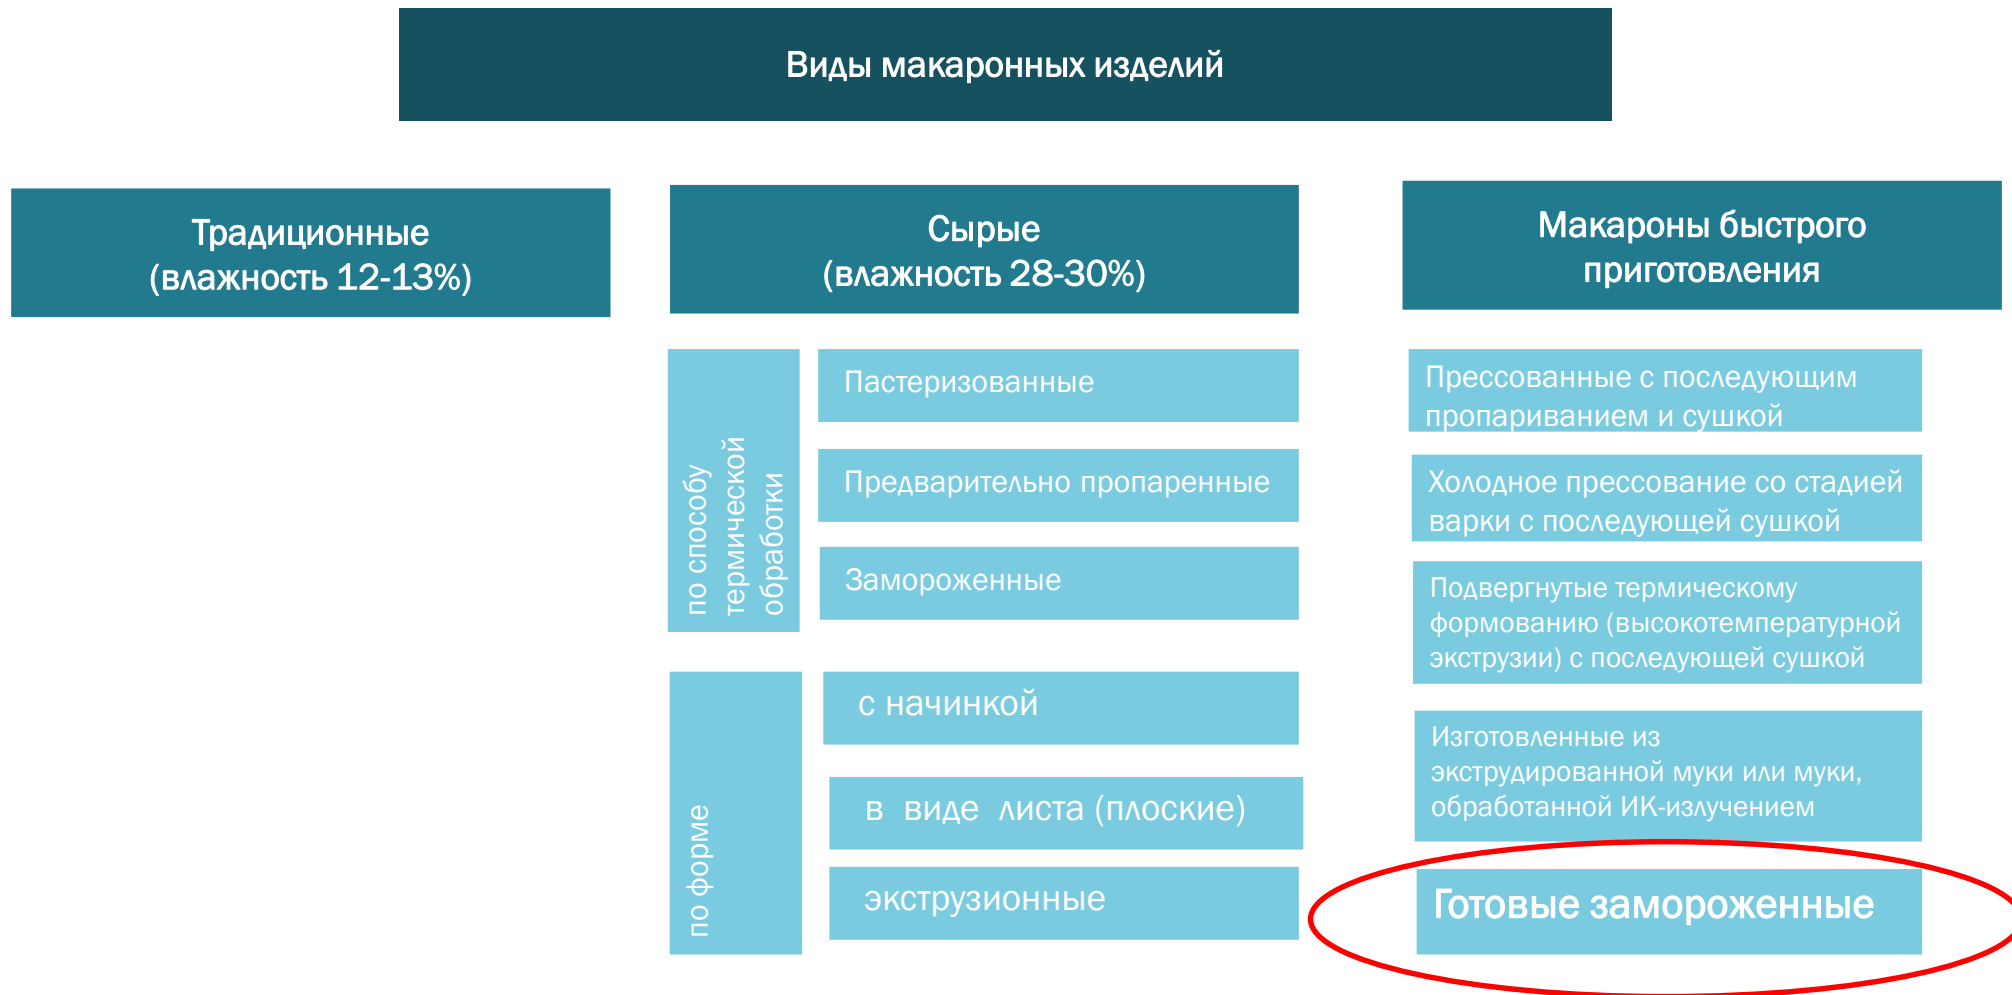 Виды макаронных изделий
Традиционные
(влажность 12-13%)
Сырые
(влажность 28-30%)
по способу
термической
обработки
Пастеризованные
Предварительно пропаренные
Замороженные
по форме
с начинкой
в виде листа (плоские)
экструзионные
Макароны быстрого
приготовления
Прессованные с последующим
пропариванием и сушкой
Холодное прессование со стадией
варки с последующей сушкой
Подвергнутые термическому
формованию (высокотемпературной
экструзии) с последующей сушкой
Изготовленные из
экструдированной муки или муки,
обработанной ИК-излучением
Готовые замороженные